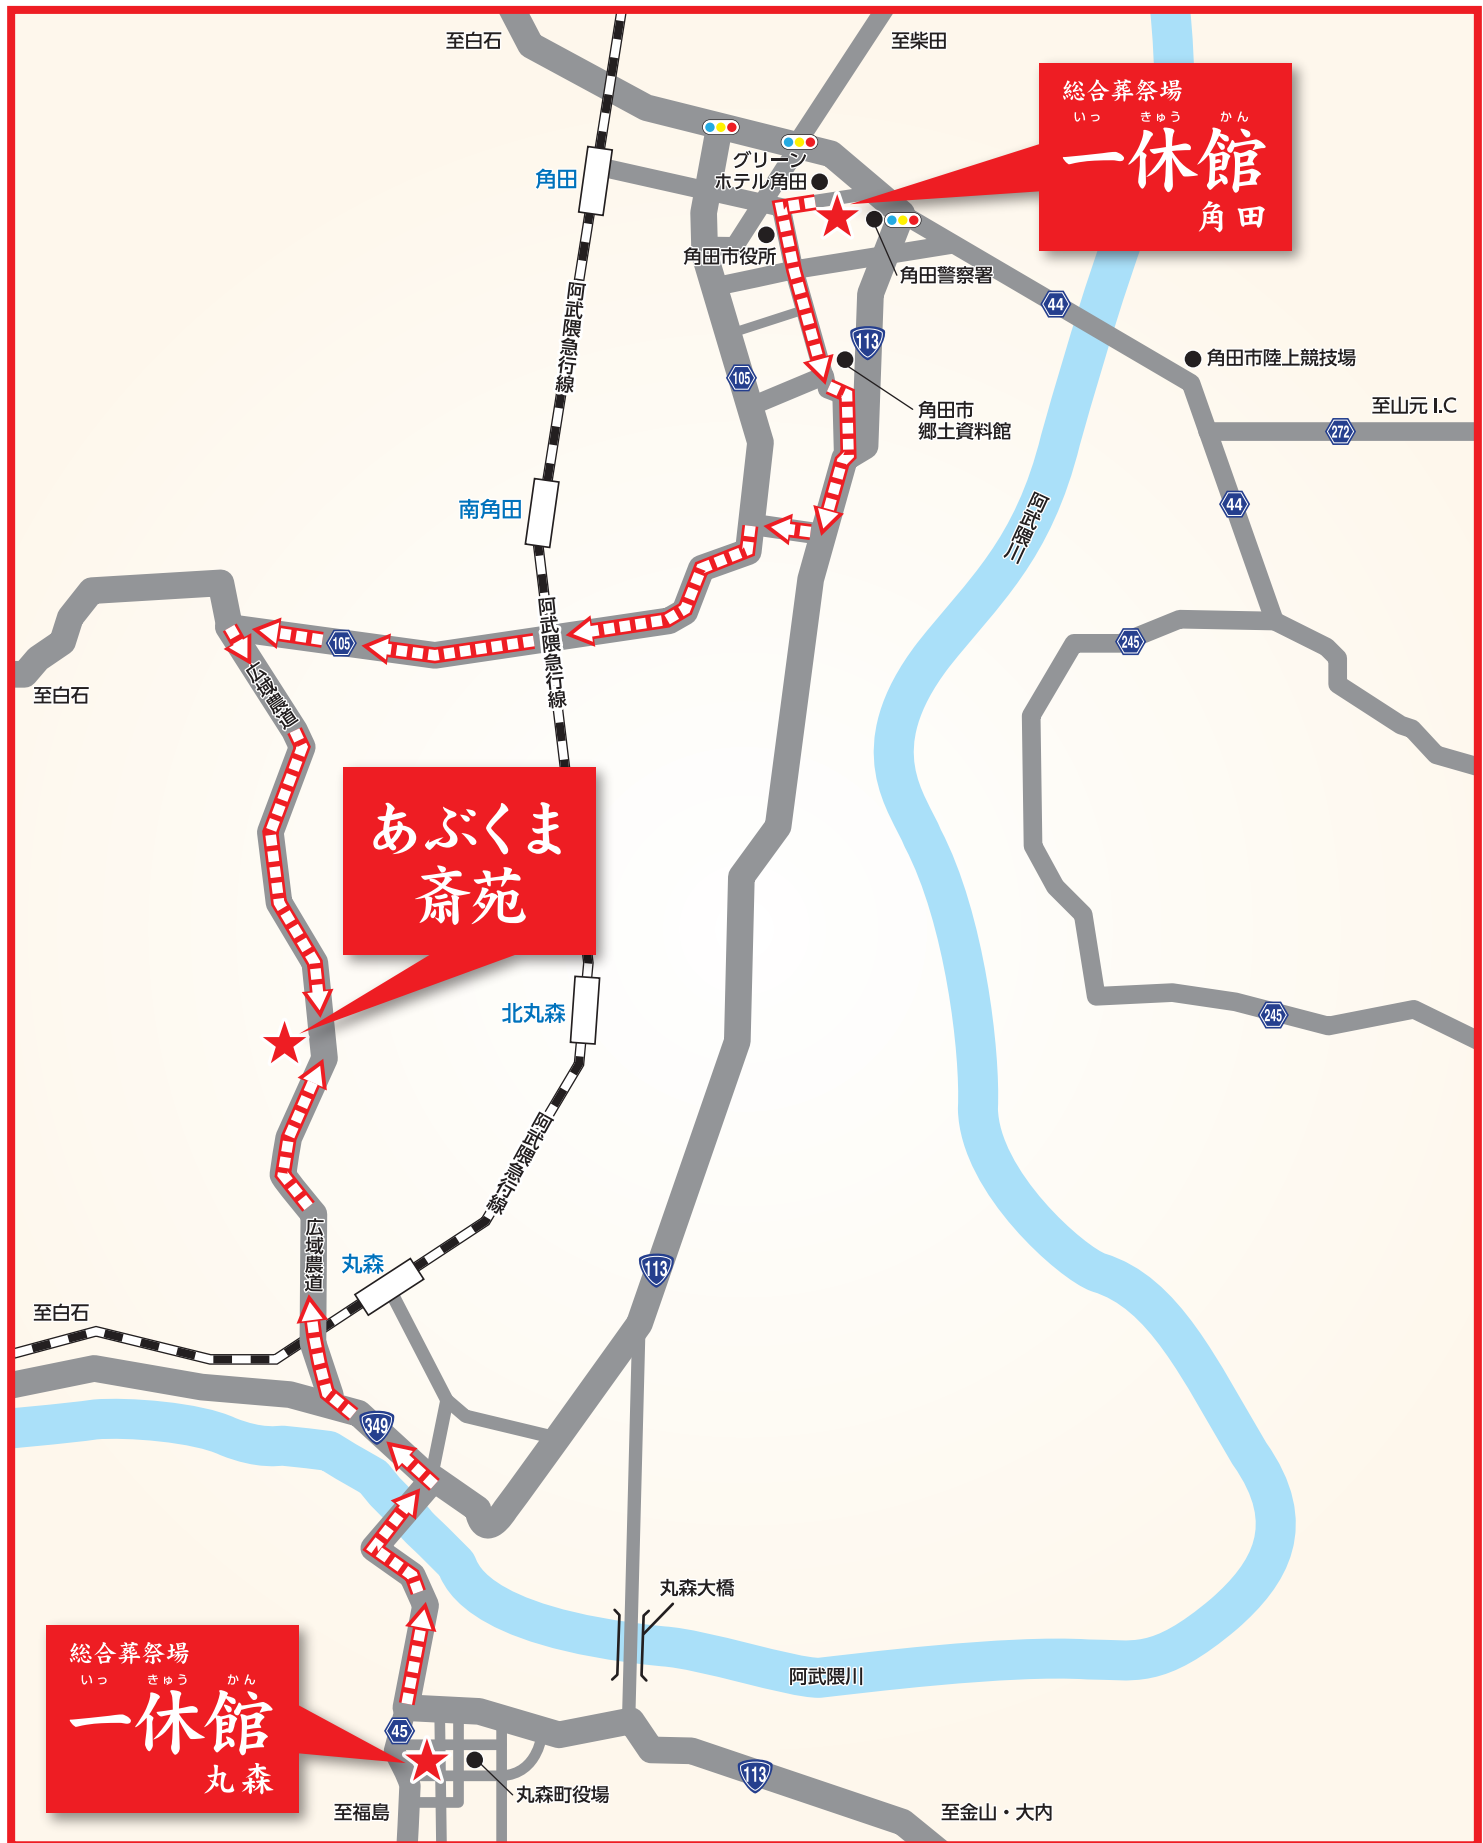 至白石
至柴田
総合葬祭場
いっ きゅう かん
一休館
角田
グリーン
ホテル角田
角田
角田市役所
角田警察署
阿武隈急行線
44
113
角田市陸上競技場
105
至山元 I.C
角田市
郷土資料館
272
南角田
44
阿武隈川
阿武隈急行線
105
245
広域農道
至白石
あぶくま
斎苑
北丸森
245
阿武隈急行線
広域農道
丸森
113
至白石
349
丸森大橋
阿武隈川
総合葬祭場
いっ きゅう かん
一休館
丸森
45
丸森町役場
113
至福島
至金山・大内